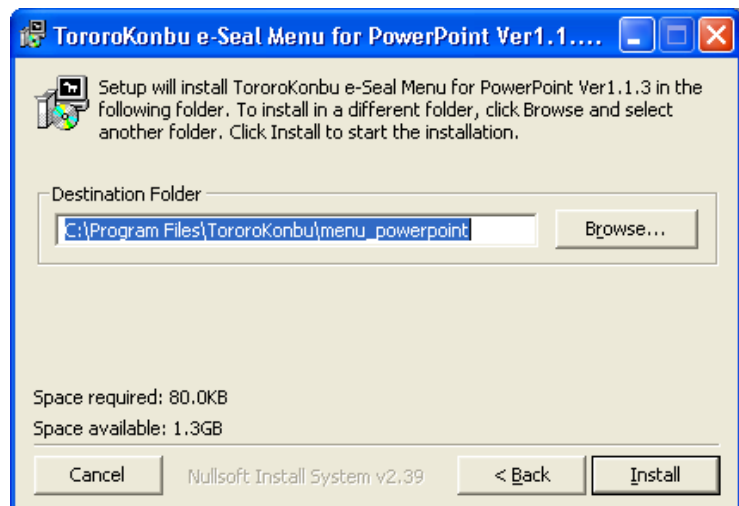 TororoKonbu e-Seal Menu for PowerPoint Ver1.1....
Setup will install TororoKonbu e-Seal Menu for PowerPoint Ver1.1.3 in the
following folder. To install in a different folder, click Browse and select
another folder. Click Install to start the installation.
Destination Folder
C:\Program Files\TororoKonbu\menu_powerpoint
Browse...
Space required: 80.0KB
Space available: 1.3GB
Cancel
Nullsoft Install System v2.39
< Back
Install